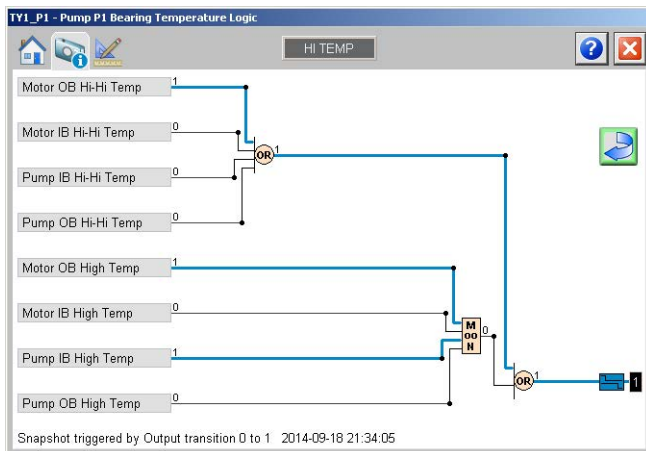 TY1_P1 - Pump P1 Bearing Temperature Logic
HI TEMP
?
Motor OB Hi-Hi Temp 1
Motor IB Hi-Hi Temp 0
OR 1
Pump IB Hi-Hi Temp 0
Pump OB Hi-Hi Temp 0
Motor OB High Temp 1
Motor IB High Temp 0
M
oo 0
N
Pump IB High Temp 1
OR 1
1
Pump OB High Temp 0
Snapshot triggered by Output transition 0 to 1 2014-09-18 21:34:05